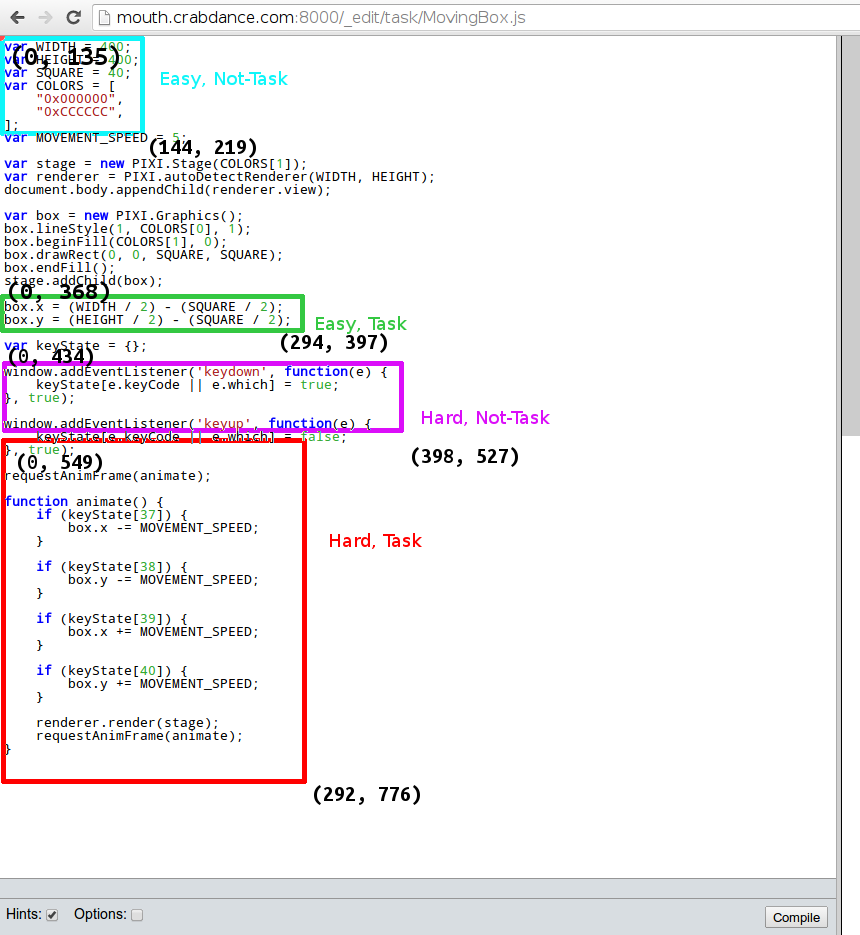 mouth.crabdance.com:8000/_edit/task/MovingBox.js
var WIDTH = 400;
(0, 135)
var HEIGHT = 400;
var SQUARE = 40;
Easy, Not-Task
var COLORS = [
"0x000000",
"0xCCCCCC",
];
var MOVEMENT_SPEED = 5;
(144, 219)
var stage = new PIXI.Stage(COLORS[1]);
var renderer = PIXI.autoDetectRenderer(WIDTH, HEIGHT);
document.body.appendChild(renderer.view);
var box = new PIXI.Graphics();
box.lineStyle(1, COLORS[0], 1);
box.beginFill(COLORS[1], 0);
box.drawRect(0, 0, SQUARE, SQUARE);
box.endFill();
stage.addChild(box);
(0, 368)
box.x = (WIDTH / 2) - (SQUARE / 2);
box.y = (HEIGHT / 2) - (SQUARE / 2);
Easy, Task
(294, 397)
var keyState = {};
(0, 434)
window.addEventListener('keydown', function(e) {
keyState[e.keyCode || e.which] = true;
}, true);
Hard, Not-Task
window.addEventListener('keyup', function(e) {
keyState[e.keyCode || e.which] = false;
}, true);
(398, 527)
(0, 549)
requestAnimFrame(animate);
function animate() {
if (keyState[37]) {
box.x -= MOVEMENT_SPEED;
}
Hard, Task
if (keyState[38]) {
box.y -= MOVEMENT_SPEED;
}
if (keyState[39]) {
box.x += MOVEMENT_SPEED;
}
if (keyState[40]) {
box.y += MOVEMENT_SPEED;
}
renderer.render(stage);
requestAnimFrame(animate);
}
(292, 776)
Hints: Options: Compile